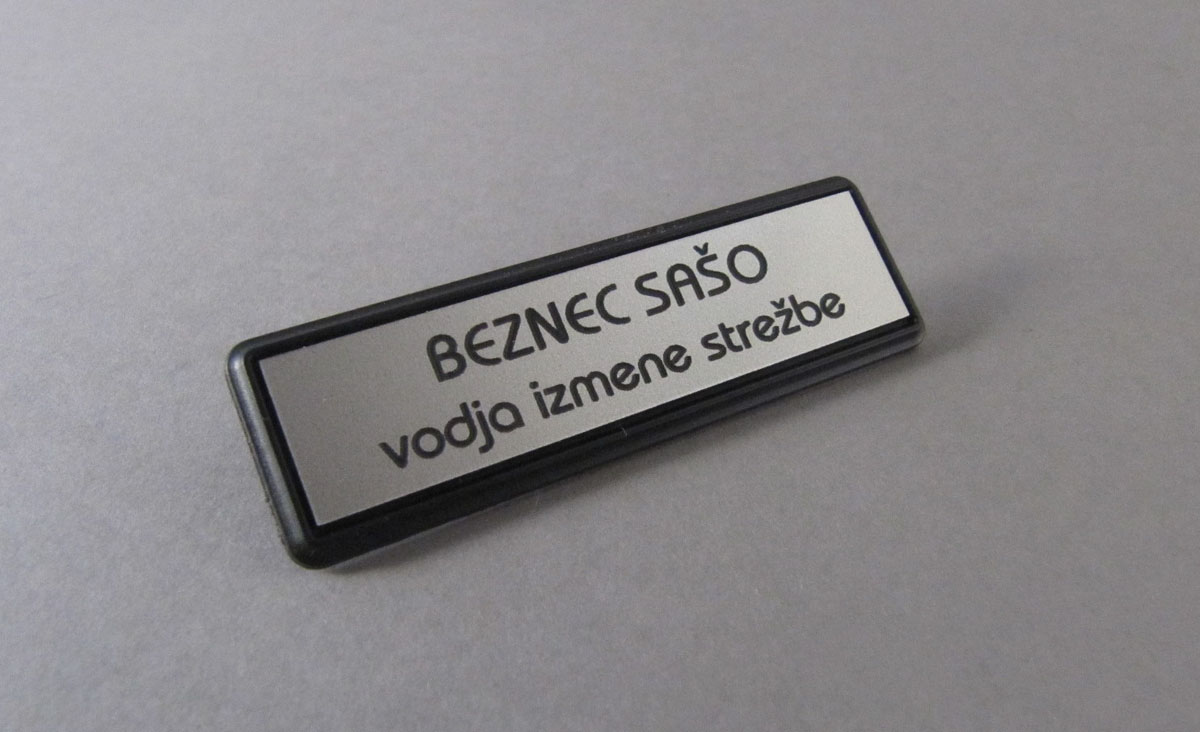 BEZNEC SAŠO
vodja izmene strežbe